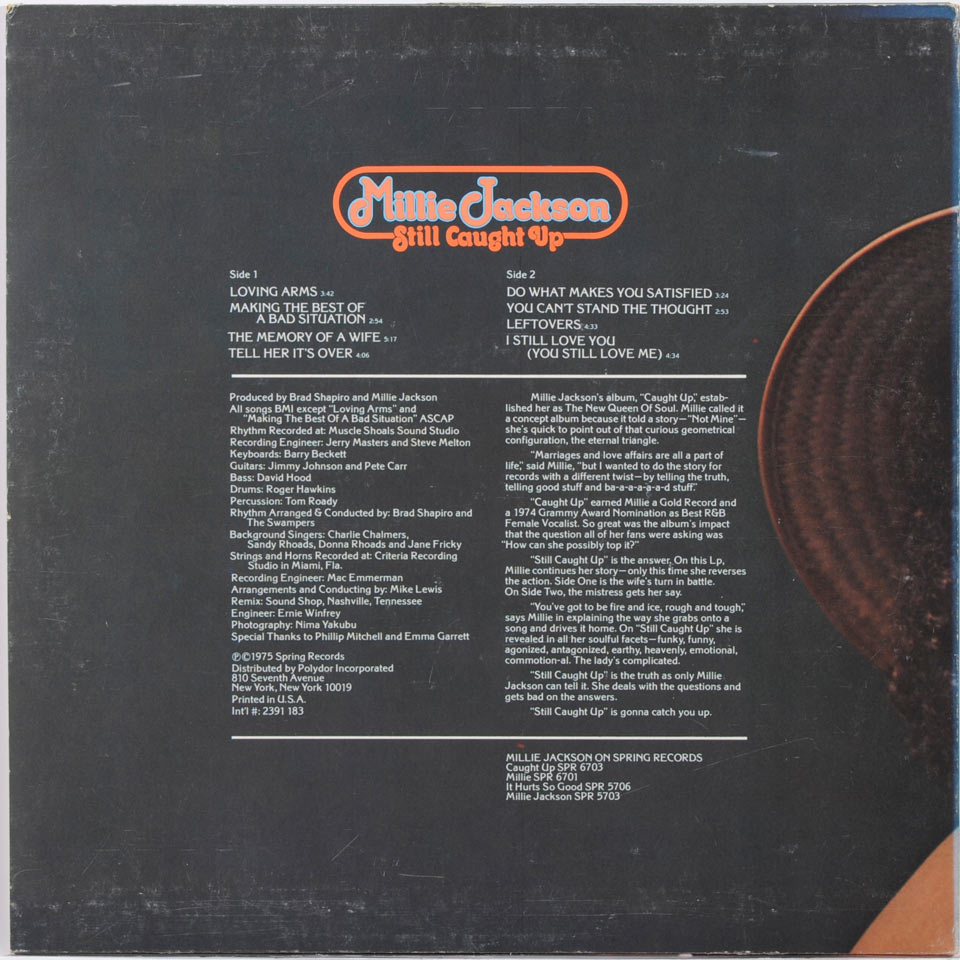 Millie Jackson
Still Caught Up
Side 1
LOVING ARMS 3:42
MAKING THE BEST OF
A BAD SITUATION 2:54
THE MEMORY OF A WIFE 5:17
TELL HER IT'S OVER 4:06
Side 2
DO WHAT MAKES YOU SATISFIED 3:24
YOU CAN'T STAND THE THOUGHT 2:53
LEFTOVERS 4:33
I STILL LOVE YOU
(YOU STILL LOVE ME) 4:34
Produced by Brad Shapiro and Millie Jackson
All songs BMI except "Loving Arms" and
"Making The Best Of A Bad Situation" ASCAP
Rhythm Recorded at: Muscle Shoals Sound Studio
Recording Engineer: Jerry Masters and Steve Melton
Keyboards: Barry Beckett
Guitars: Jimmy Johnson and Pete Carr
Bass: David Hood
Drums: Roger Hawkins
Percussion: Tom Roady
Rhythm Arranged & Conducted by: Brad Shapiro and
The Swampers
Background Singers: Charlie Chalmers,
Sandy Rhoads, Donna Rhoads and Jane Fricky
Strings and Horns Recorded at: Criteria Recording
Studio in Miami, Fla.
Recording Engineer: Mac Emmerman
Arrangements and Conducting by: Mike Lewis
Remix: Sound Shop, Nashville, Tennessee
Engineer: Ernie Winfrey
Photography: Nima Yakubu
Special Thanks to Phillip Mitchell and Emma Garrett
℗©1975 Spring Records
Distributed by Polydor Incorporated
810 Seventh Avenue
New York, New York 10019
Printed in U.S.A.
Int'l #: 2391 183
Millie Jackson's album, "Caught Up," estab-
lished her as The New Queen Of Soul. Millie called it
a concept album because it told a story—"Not Mine"—
she's quick to point out of that curious geometrical
configuration, the eternal triangle.
"Marriages and love affairs are all a part of
life," said Millie, "but I wanted to do the story for
records with a different twist—by telling the truth,
telling good stuff and ba-a-a-a-a-d stuff."
"Caught Up" earned Millie a Gold Record and
a 1974 Grammy Award Nomination as Best R&B
Female Vocalist. So great was the album's impact
that the question all of her fans were asking was
"How can she possibly top it?"
"Still Caught Up" is the answer. On this Lp,
Millie continues her story—only this time she reverses
the action. Side One is the wife's turn in battle.
On Side Two, the mistress gets her say.
"You've got to be fire and ice, rough and tough,"
says Millie in explaining the way she grabs onto a
song and drives it home. On "Still Caught Up" she is
revealed in all her soulful facets—funky, funny,
agonized, antagonized, earthy, heavenly, emotional,
commotion-al. The lady's complicated.
"Still Caught Up" is the truth as only Millie
Jackson can tell it. She deals with the questions and
gets bad on the answers.
"Still Caught Up" is gonna catch you up.
MILLIE JACKSON ON SPRING RECORDS
Caught Up SPR 6703
Millie SPR 6701
It Hurts So Good SPR 5706
Millie Jackson SPR 5703